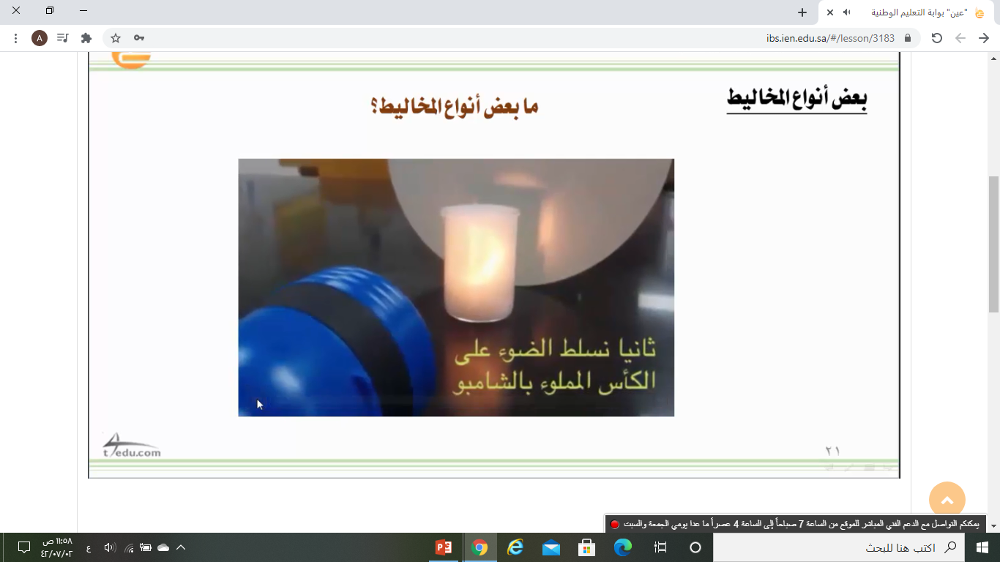 "عين" بوابة التعليم الوطنية
ibs.ien.edu.sa/#/lesson/3183
A
بعض أنواع المخاليط
ما بعض أنواع المخاليط؟
ثانيا نسلط الضوء على
الكأس المملوء بالشامبو
t4edu.com
٢١
يمكنكم التواصل مع الدعم الفني المباشر للموقع من الساعة 7 صباحاً إلى الساعة 4 عصراً ما عدا يومي الجمعة والسبت
اكتب هنا للبحث
ع
١١:٥٨ ص
٤٢/٠٧/٠٢